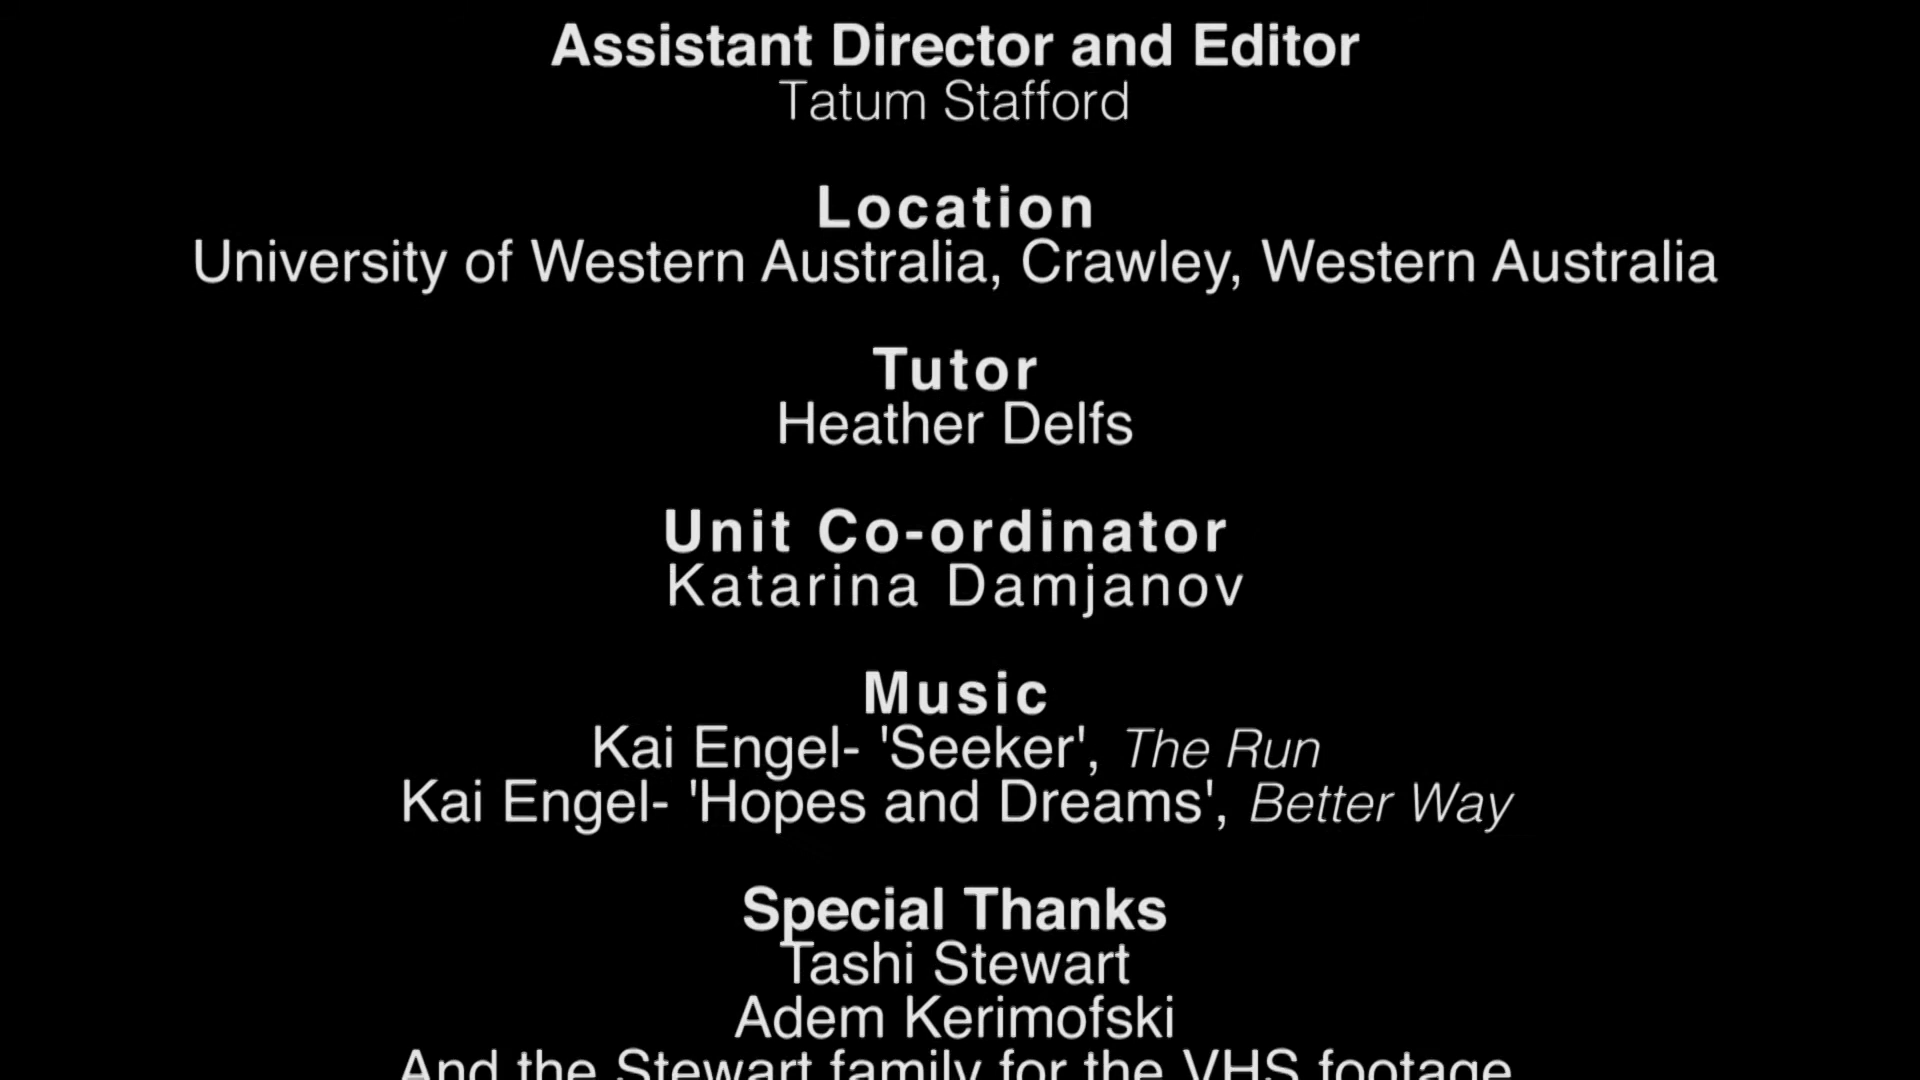 Assistant Director and Editor
Tatum Stafford
Location
University of Western Australia, Crawley, Western Australia
Tutor
Heather Delfs
Unit Co-ordinator
Katarina Damjanov
Music
Kai Engel- 'Seeker', The Run
Kai Engel- 'Hopes and Dreams', Better Way
Special Thanks
Tashi Stewart
Adem Kerimofski
And the Stewart family for the VHS footage